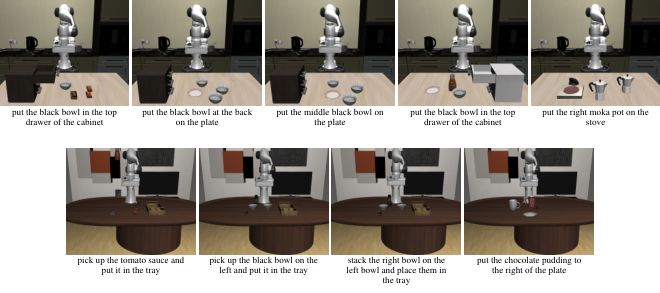 put the black bowl in the top
drawer of the cabinet
put the black bowl at the back
on the plate
put the middle black bowl on
the plate
put the black bowl in the top
drawer of the cabinet
put the right moka pot on the
stove
pick up the tomato sauce and
put it in the tray
pick up the black bowl on the
left and put it in the tray
stack the right bowl on the
left bowl and place them in
the tray
put the chocolate pudding to
the right of the plate